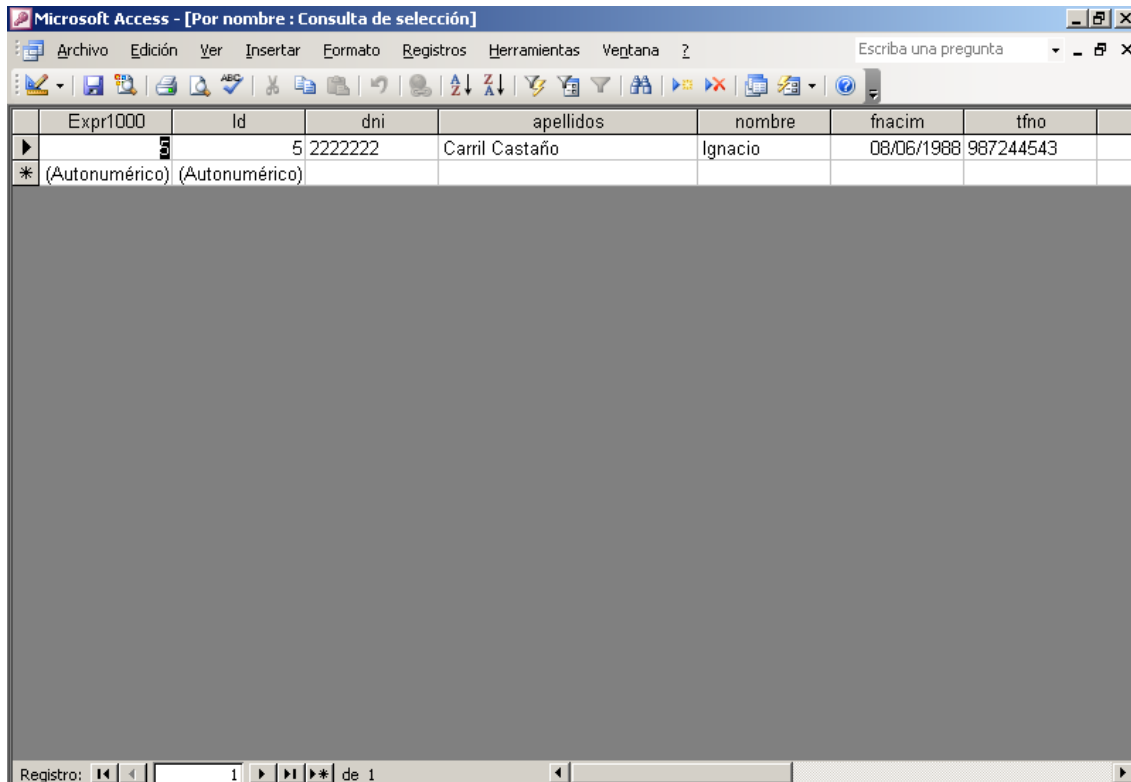 Microsoft Access - [Por nombre : Consulta de selección]
Archivo Edición Ver Insertar Formato Registros Herramientas Ventana ? Escriba una pregunta
Expr1000 Id dni apellidos nombre fnacim tfno
5 5 2222222 Carril Castaño Ignacio 08/06/1988 987244543
(Autonumérico) (Autonumérico)
Registro: 1 de 1